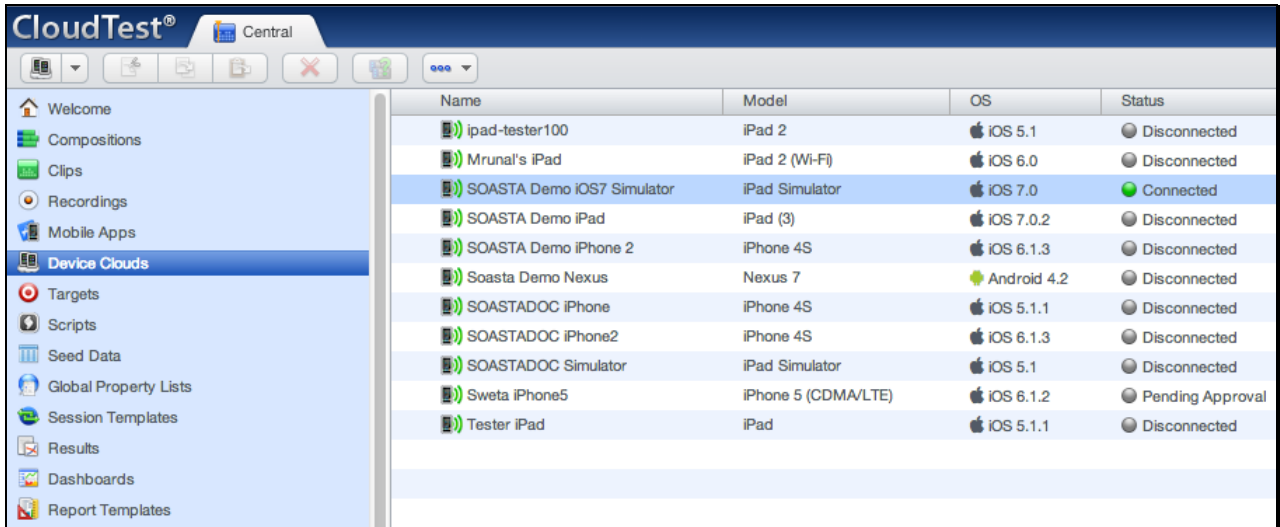 CloudTest®
Central
Welcome
Compositions
Clips
Recordings
Mobile Apps
Device Clouds
Targets
Scripts
Seed Data
Global Property Lists
Session Templates
Results
Dashboards
Report Templates
Name Model OS Status
ipad-tester100 iPad 2 iOS 5.1 Disconnected
Mrunal's iPad iPad 2 (Wi-Fi) iOS 6.0 Disconnected
SOASTA Demo iOS7 Simulator iPad Simulator iOS 7.0 Connected
SOASTA Demo iPad iPad (3) iOS 7.0.2 Disconnected
SOASTA Demo iPhone 2 iPhone 4S iOS 6.1.3 Disconnected
Soasta Demo Nexus Nexus 7 Android 4.2 Disconnected
SOASTADOC iPhone iPhone 4S iOS 5.1.1 Disconnected
SOASTADOC iPhone2 iPhone 4S iOS 6.1.3 Disconnected
SOASTADOC Simulator iPad Simulator iOS 5.1 Disconnected
Sweta iPhone5 iPhone 5 (CDMA/LTE) iOS 6.1.2 Pending Approval
Tester iPad iPad iOS 5.1.1 Disconnected